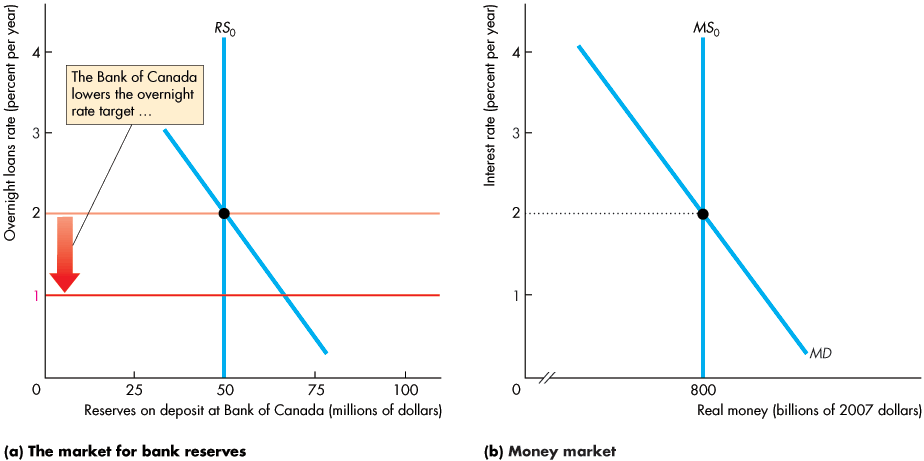 Overnight loans rate (percent per year)
RS0
4
The Bank of Canada
lowers the overnight
rate target ...
3
2
1
0
25
50
75
100
Reserves on deposit at Bank of Canada (millions of dollars)
(a) The market for bank reserves
Interest rate (percent per year)
MS0
4
3
2
1
MD
0
800
Real money (billions of 2007 dollars)
(b) Money market